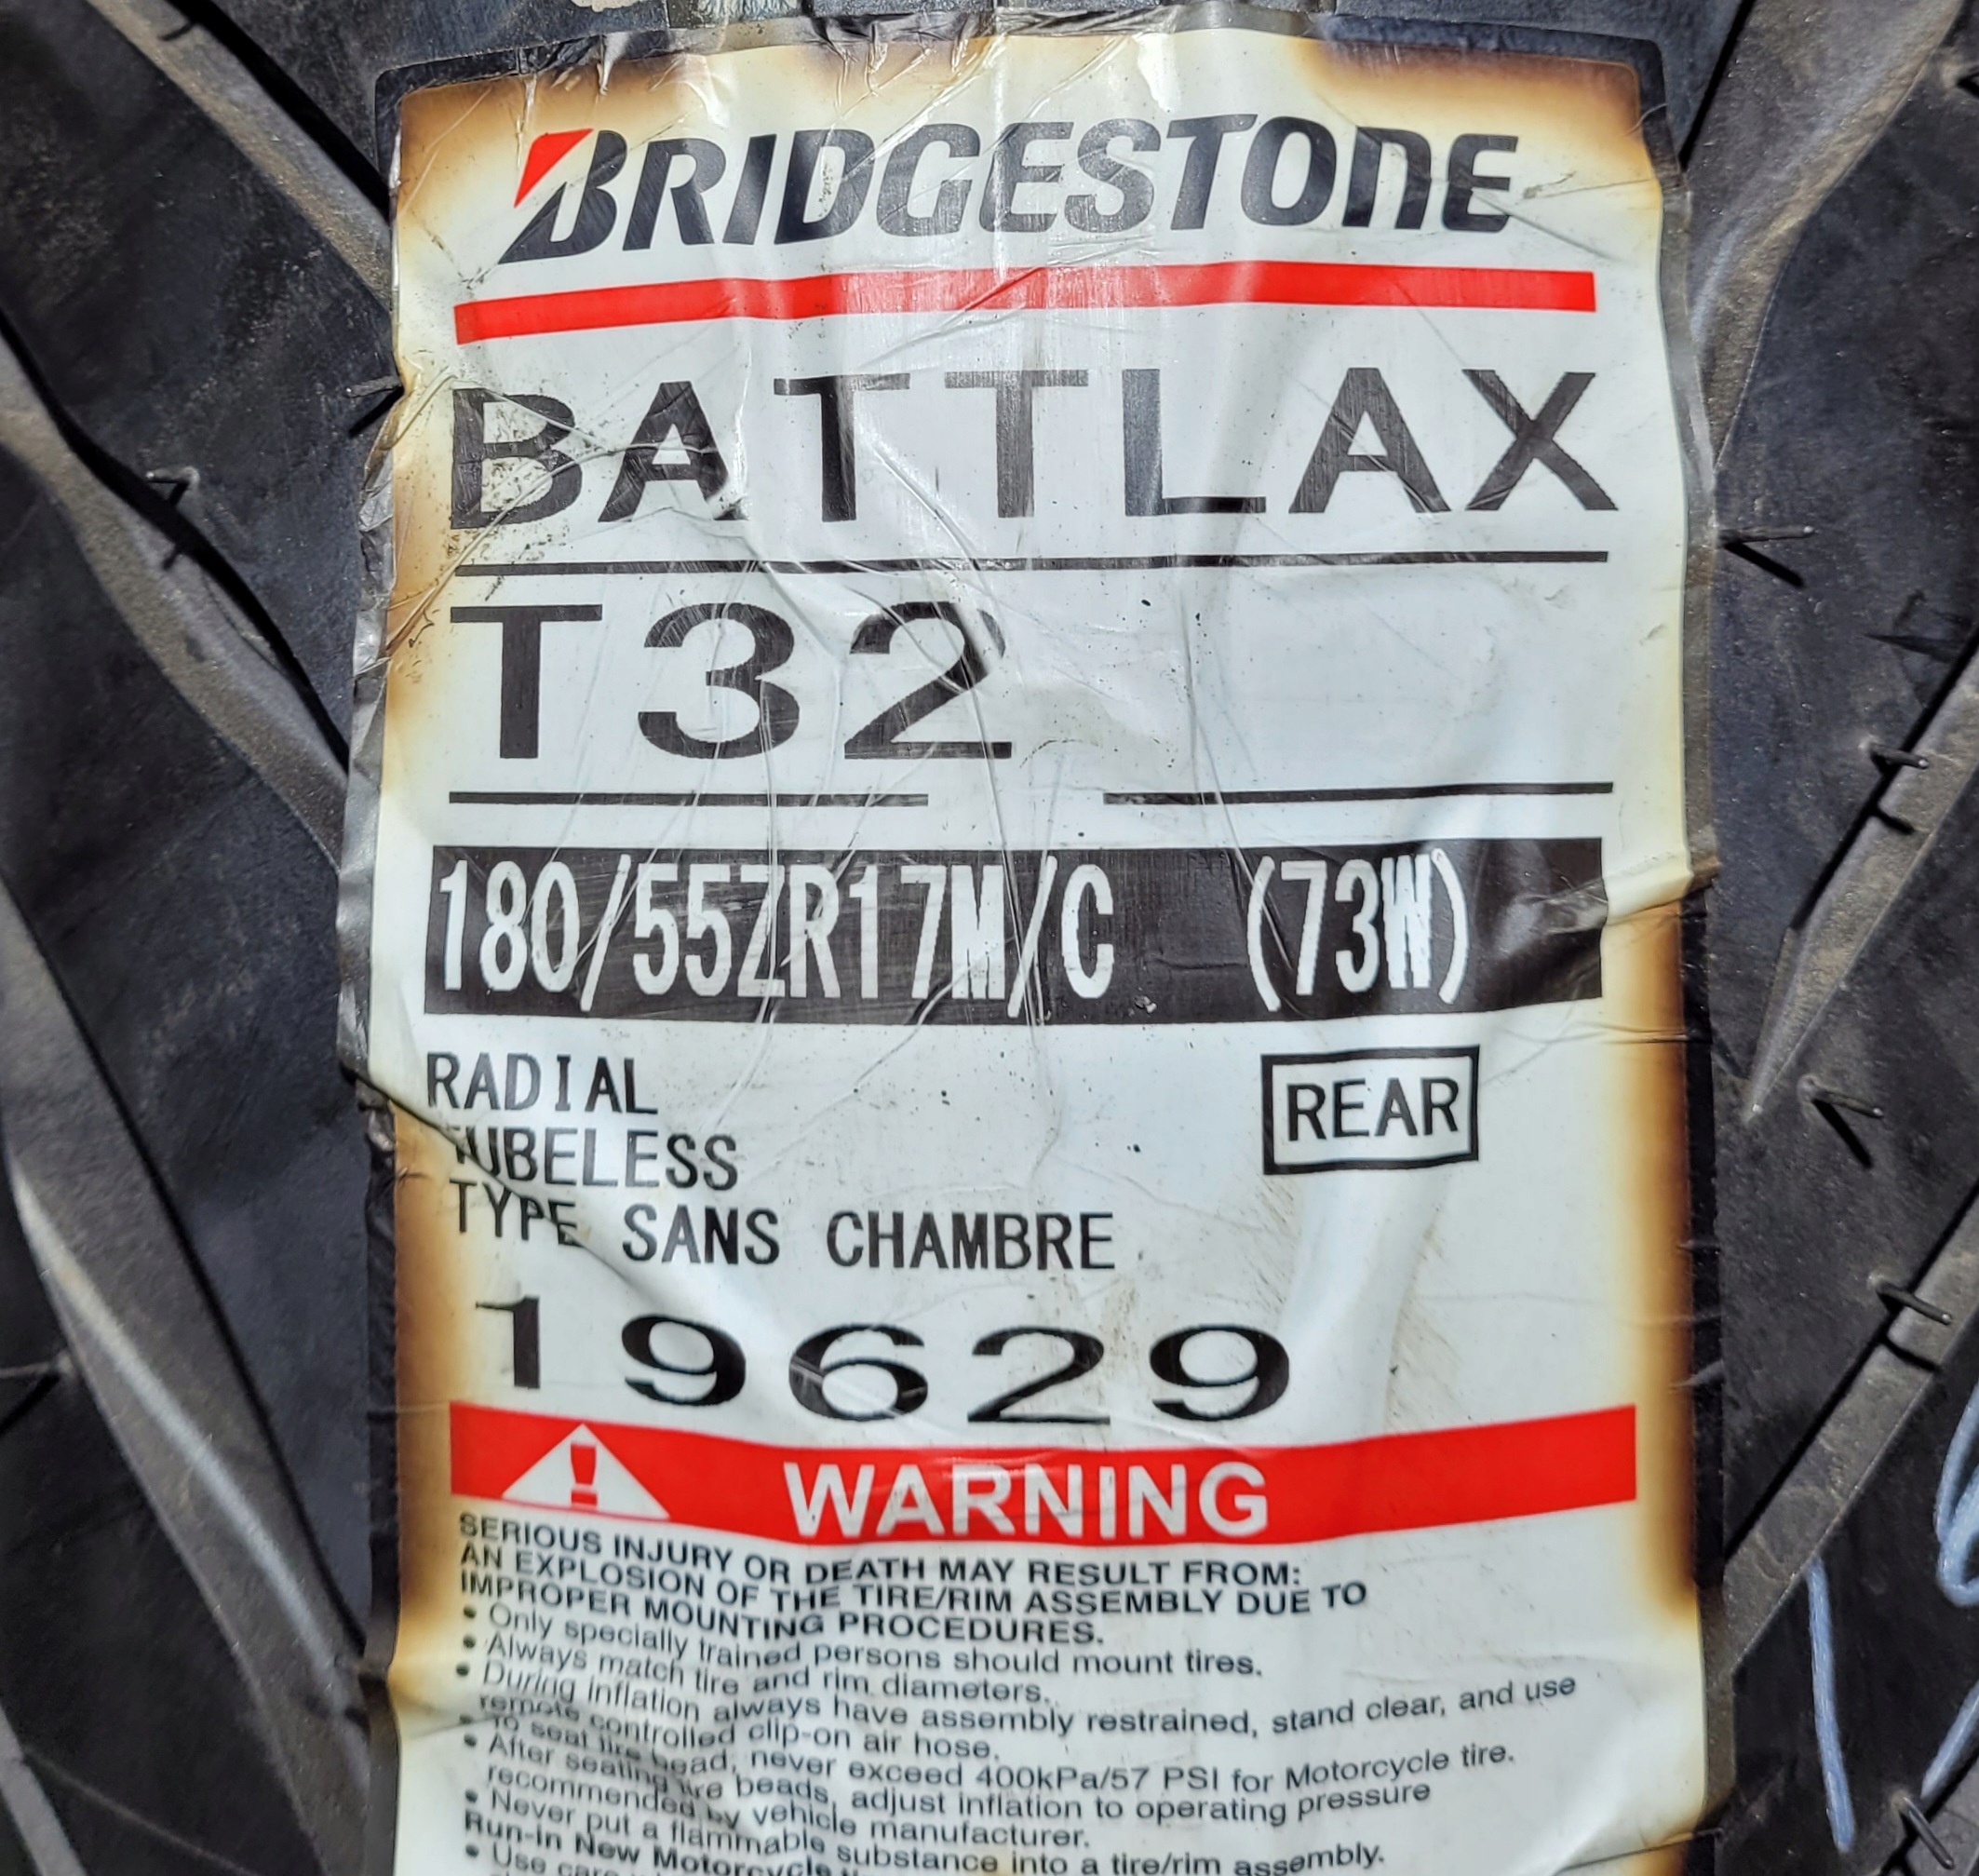 BRIDGESTONE
BATTLAX
T32
180/55ZR17M/C (73W)
RADIAL
REAR
TUBELESS
TYPE SANS CHAMBRE
19629
WARNING
SERIOUS INJURY OR DEATH MAY RESULT FROM:
AN EXPLOSION OF THE TIRE/RIM ASSEMBLY DUE TO
IMPROPER MOUNTING PROCEDURES.
• Only specially trained persons should mount tires.
• Always match tire and rim diameters.
• During inflation always have assembly restrained, stand clear, and use
remote controlled clip-on air hose.
• To seat tire bead, never exceed 400kPa/57 PSI for Motorcycle tire.
• After seating tire beads, adjust inflation to operating pressure
recommended by vehicle manufacturer.
• Never put a flammable substance into a tire/rim assembly.
Run-in New Motorcycle
• Use care